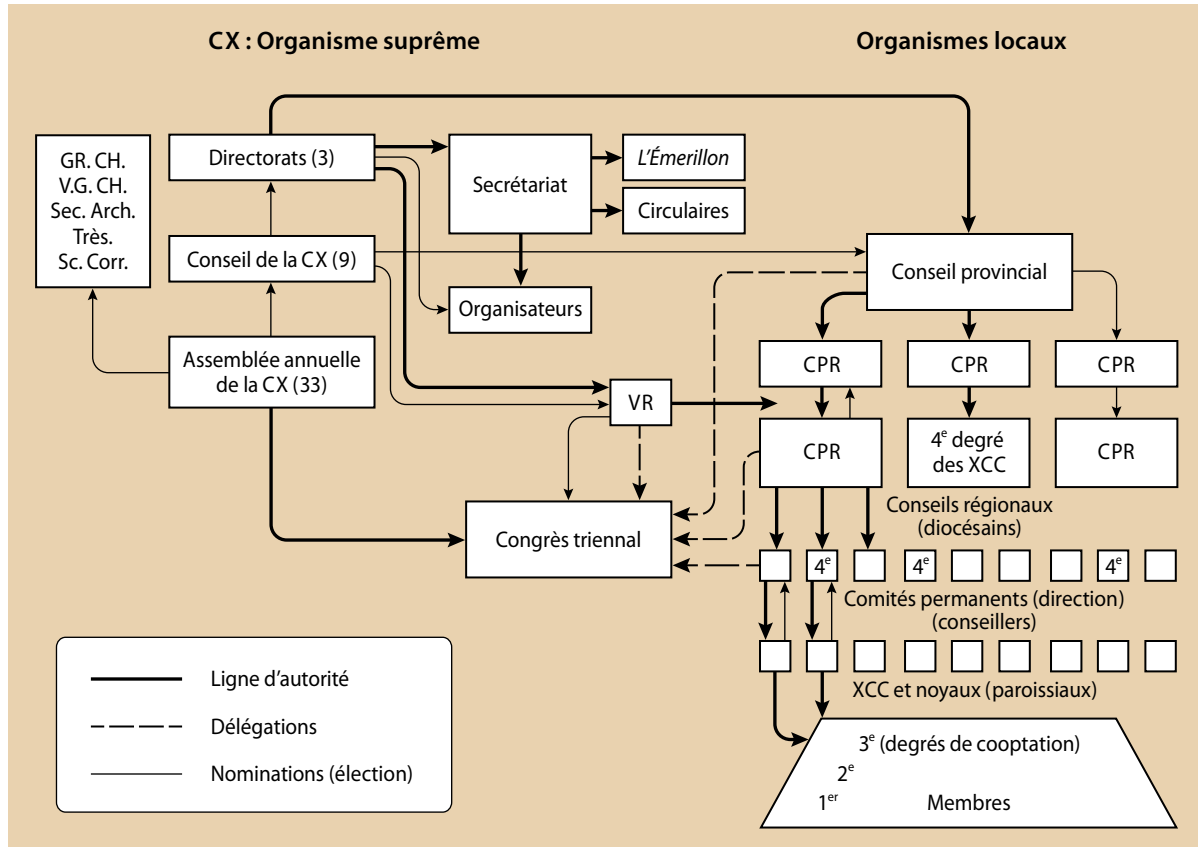 CX : Organisme suprême
Organismes locaux
GR. CH.
V.G. CH.
Sec. Arch.
Très.
Sc. Corr.
Directorats (3)
Secrétariat
L'Émerillon
Circulaires
Conseil de la CX (9)
Organisateurs
Conseil provincial
Assemblée annuelle
de la CX (33)
VR
CPR
CPR
CPR
CPR
4e degré
des XCC
CPR
Conseils régionaux
(diocésains)
Congrès triennal
4e
4e
4e
Comités permanents (direction)
(conseillers)
XCC et noyaux (paroissiaux)
Ligne d'autorité
Délégations
Nominations (élection)
3e (degrés de cooptation)
2e
1er Membres